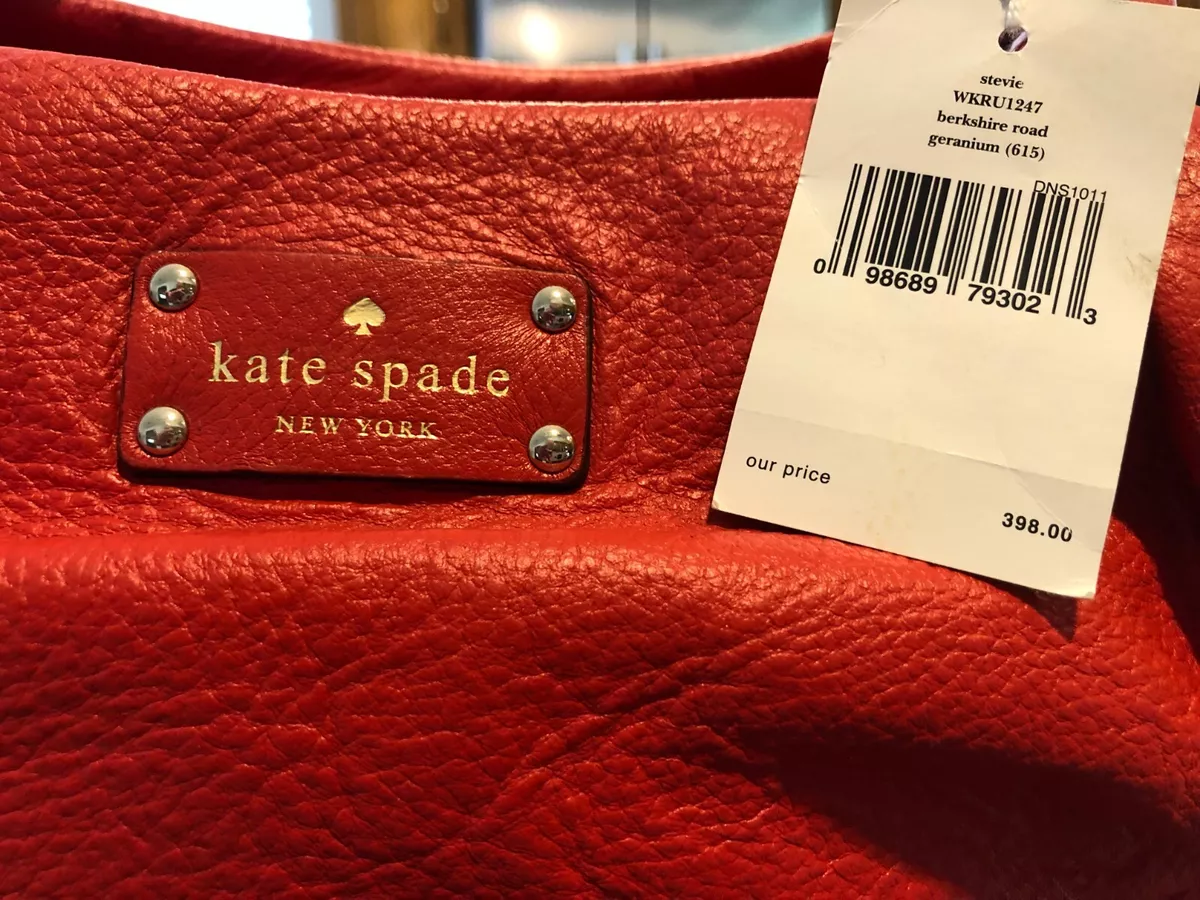 kate spade
NEW YORK
stevie
WKRU1247
berkshire road
geranium (615)
DNS1011
0 98689 79302 3
our price
398.00